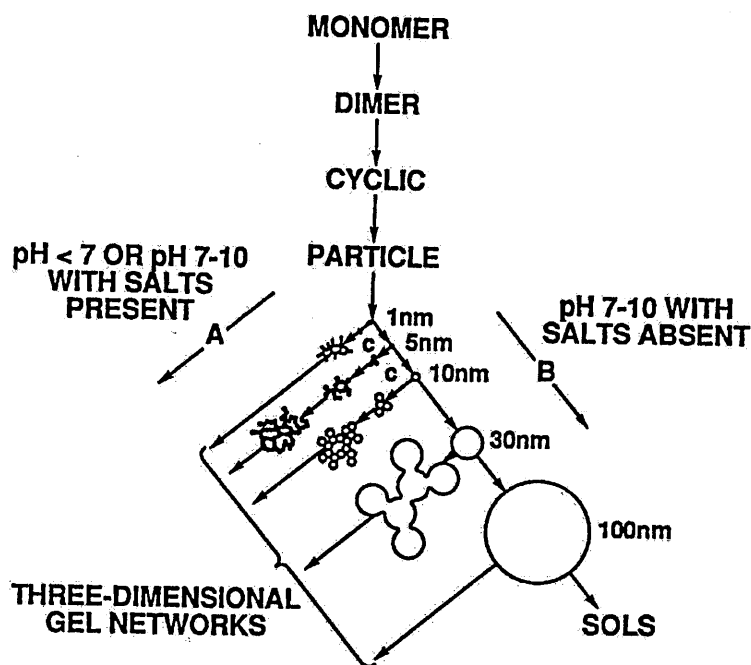 MONOMER
DIMER
CYCLIC
PARTICLE
pH < 7 OR pH 7-10
WITH SALTS
PRESENT
A
pH 7-10 WITH
SALTS ABSENT
B
1nm
c
5nm
c
10nm
30nm
100nm
THREE-DIMENSIONAL
GEL NETWORKS
SOLS